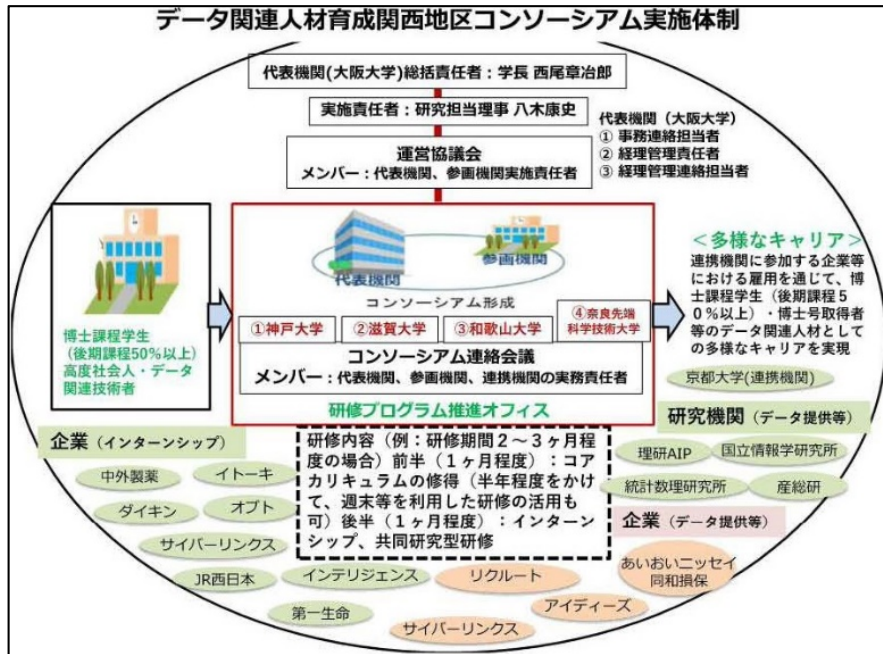 データ関連人材育成関西地区コンソーシアム実施体制
代表機関(大阪大学)総括責任者：学長 西尾章冶郎
実施責任者：研究担当理事 八木康史
運営協議会
メンバー：代表機関、参画機関実施責任者
代表機関（大阪大学）
① 事務連絡担当者
② 経理管理責任者
③ 経理管理連絡担当者
博士課程学生
(後期課程50%以上)
高度社会人・データ
関連技術者
代表機関
参画機関
コンソーシアム形成
①神戸大学
②滋賀大学
③和歌山大学
④奈良先端
科学技術大学
コンソーシアム連絡会議
メンバー：代表機関、参画機関、連携機関の実務責任者
研修プログラム推進オフィス
＜多様なキャリア＞
連携機関に参加する企業等
における雇用を通じて、博
士課程学生（後期課程５
０％以上）・博士号取得者
等のデータ関連人材として
の多様なキャリアを実現
京都大学(連携機関)
研究機関（データ提供等）
理研AIP
国立情報学研究所
統計数理研究所
産総研
企業（インターンシップ）
中外製薬
イトーキ
ダイキン
オプト
サイバーリンクス
JR西日本
インテリジェンス
第一生命
研修内容（例：研修期間２～３ヶ月程
度の場合）前半（１ヶ月程度）：コア
カリキュラムの修得（半年程度をかけ
て、週末等を利用した研修の活用も
可）後半（１ヶ月程度）：インターン
シップ、共同研究型研修
企業（データ提供等）
リクルート
あいおいニッセイ
同和損保
アイディーズ
サイバーリンクス